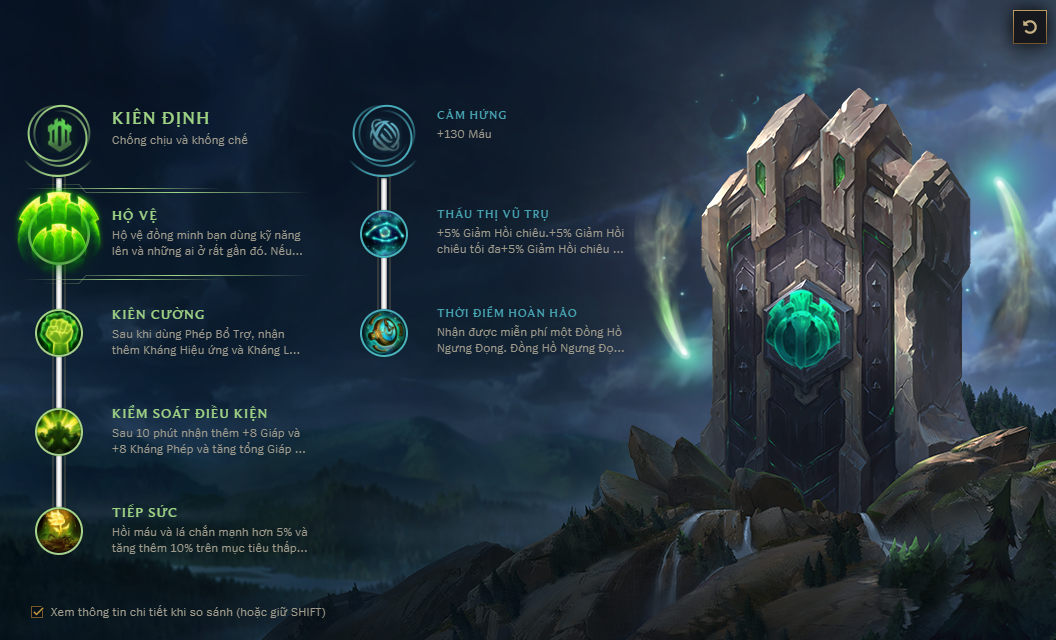 KIÊN ĐỊNH
Chống chịu và khống chế
HỘ VỆ
Hộ vệ đồng minh bạn dùng kỹ năng
lên và những ai ở rất gần đó. Nếu...
KIÊN CƯỜNG
Sau khi dùng Phép Bổ Trợ, nhận
thêm Kháng Hiệu ứng và Kháng L...
KIỂM SOÁT ĐIỀU KIỆN
Sau 10 phút nhận thêm +8 Giáp và
+8 Kháng Phép và tăng tổng Giáp ...
TIẾP SỨC
Hồi máu và lá chắn mạnh hơn 5% và
tăng thêm 10% trên mục tiêu thấp...
CẢM HỨNG
+130 Máu
THẤU THỊ VŨ TRỤ
+5% Giảm Hồi chiêu.+5% Giảm Hồi
chiêu tối đa+5% Giảm Hồi chiêu ...
THỜI ĐIỂM HOÀN HẢO
Nhận được miễn phí một Đồng Hồ
Ngưng Đọng. Đồng Hồ Ngưng Đọ...
Xem thông tin chi tiết khi so sánh (hoặc giữ SHIFT)